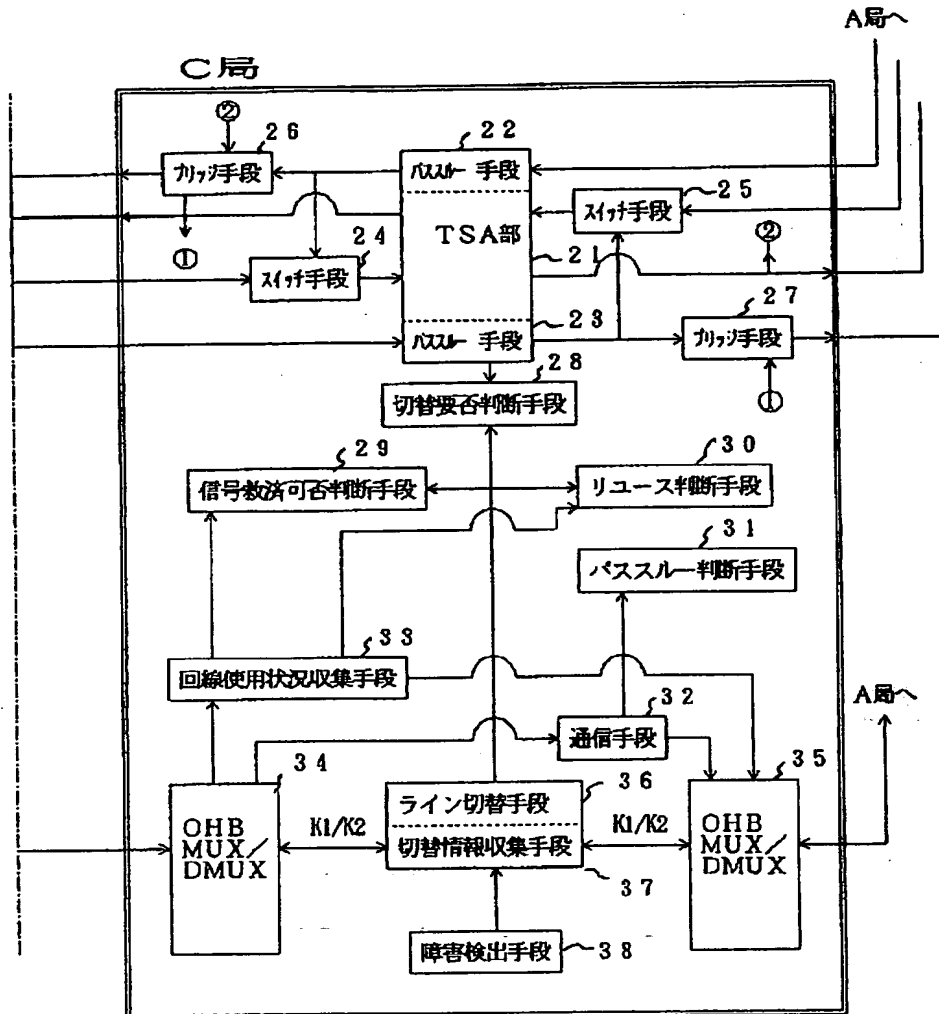 A局へ
C局
②
26
22
ブリッジ手段
パススルー 手段
25
スイッチ手段
①
24
TSA部
②
スイッチ手段
21
27
23
パススルー 手段
ブリッジ手段
28
切替要否判断手段
①
29
30
信号救済可否判断手段
リユース判断手段
31
パススルー判断手段
33
回線使用状況収集手段
32
A局へ
通信手段
34
35
36
OHB
MUX/
DMUX
K1/K2
ライン切替手段
K1/K2
OHB
MUX/
DMUX
切替情報収集手段
37
障害検出手段
38